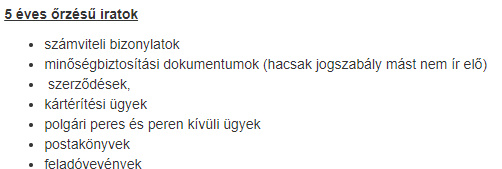 5 éves őrzésű iratok
• számviteli bizonylatok
• minőségbiztosítási dokumentumok (hacsak jogszabály mást nem ír elő)
• szerződések,
• kártérítési ügyek
• polgári peres és peren kívüli ügyek
• postakönyvek
• feladóvevények